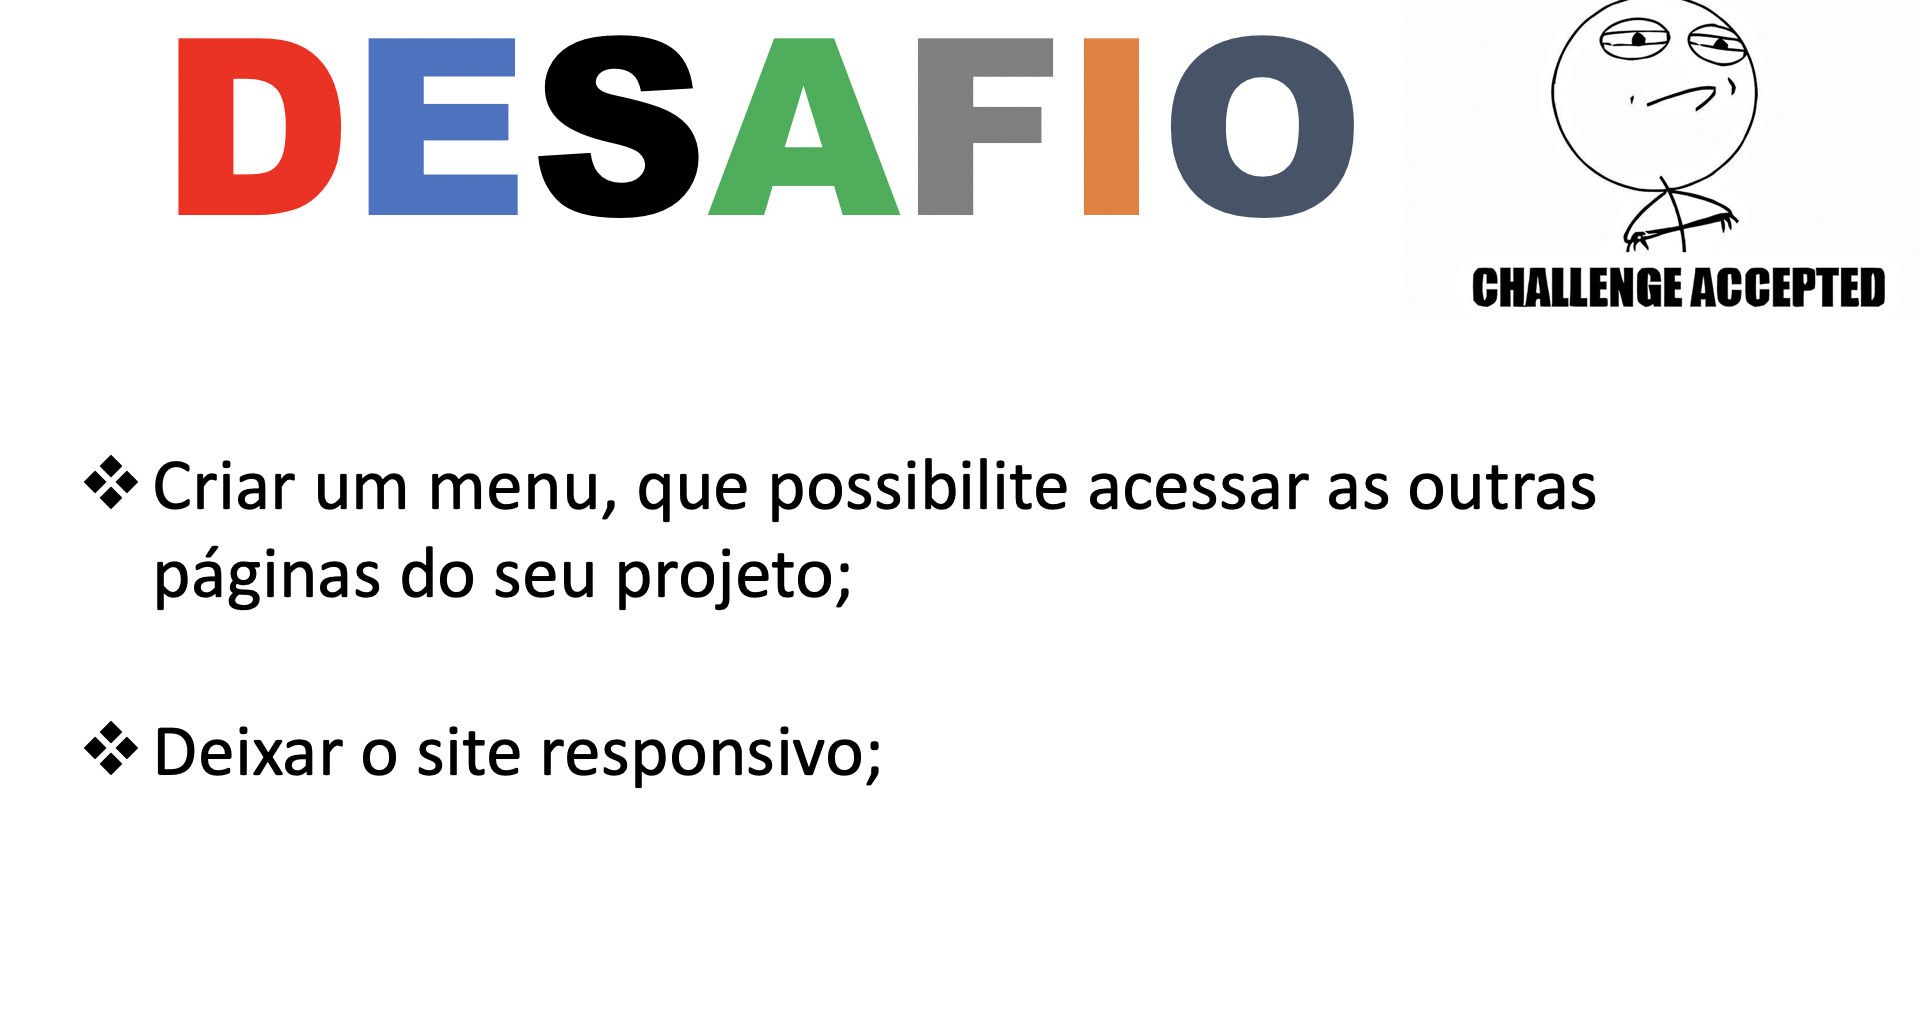 DESAFIO
CHALLENGE ACCEPTED
❖ Criar um menu, que possibilite acessar as outras
páginas do seu projeto;
❖ Deixar o site responsivo;